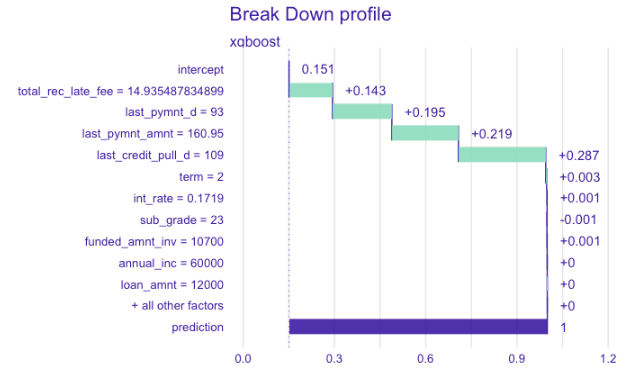 Break Down profile
xgboost
intercept 0.151
total_rec_late_fee = 14.935487834899 +0.143
last_pymnt_d = 93 +0.195
last_pymnt_amnt = 160.95 +0.219
last_credit_pull_d = 109 +0.287
term = 2 +0.003
int_rate = 0.1719 +0.001
sub_grade = 23 -0.001
funded_amnt_inv = 10700 +0.001
annual_inc = 60000 +0
loan_amnt = 12000 +0
+ all other factors +0
prediction 1
0.0 0.3 0.6 0.9 1.2